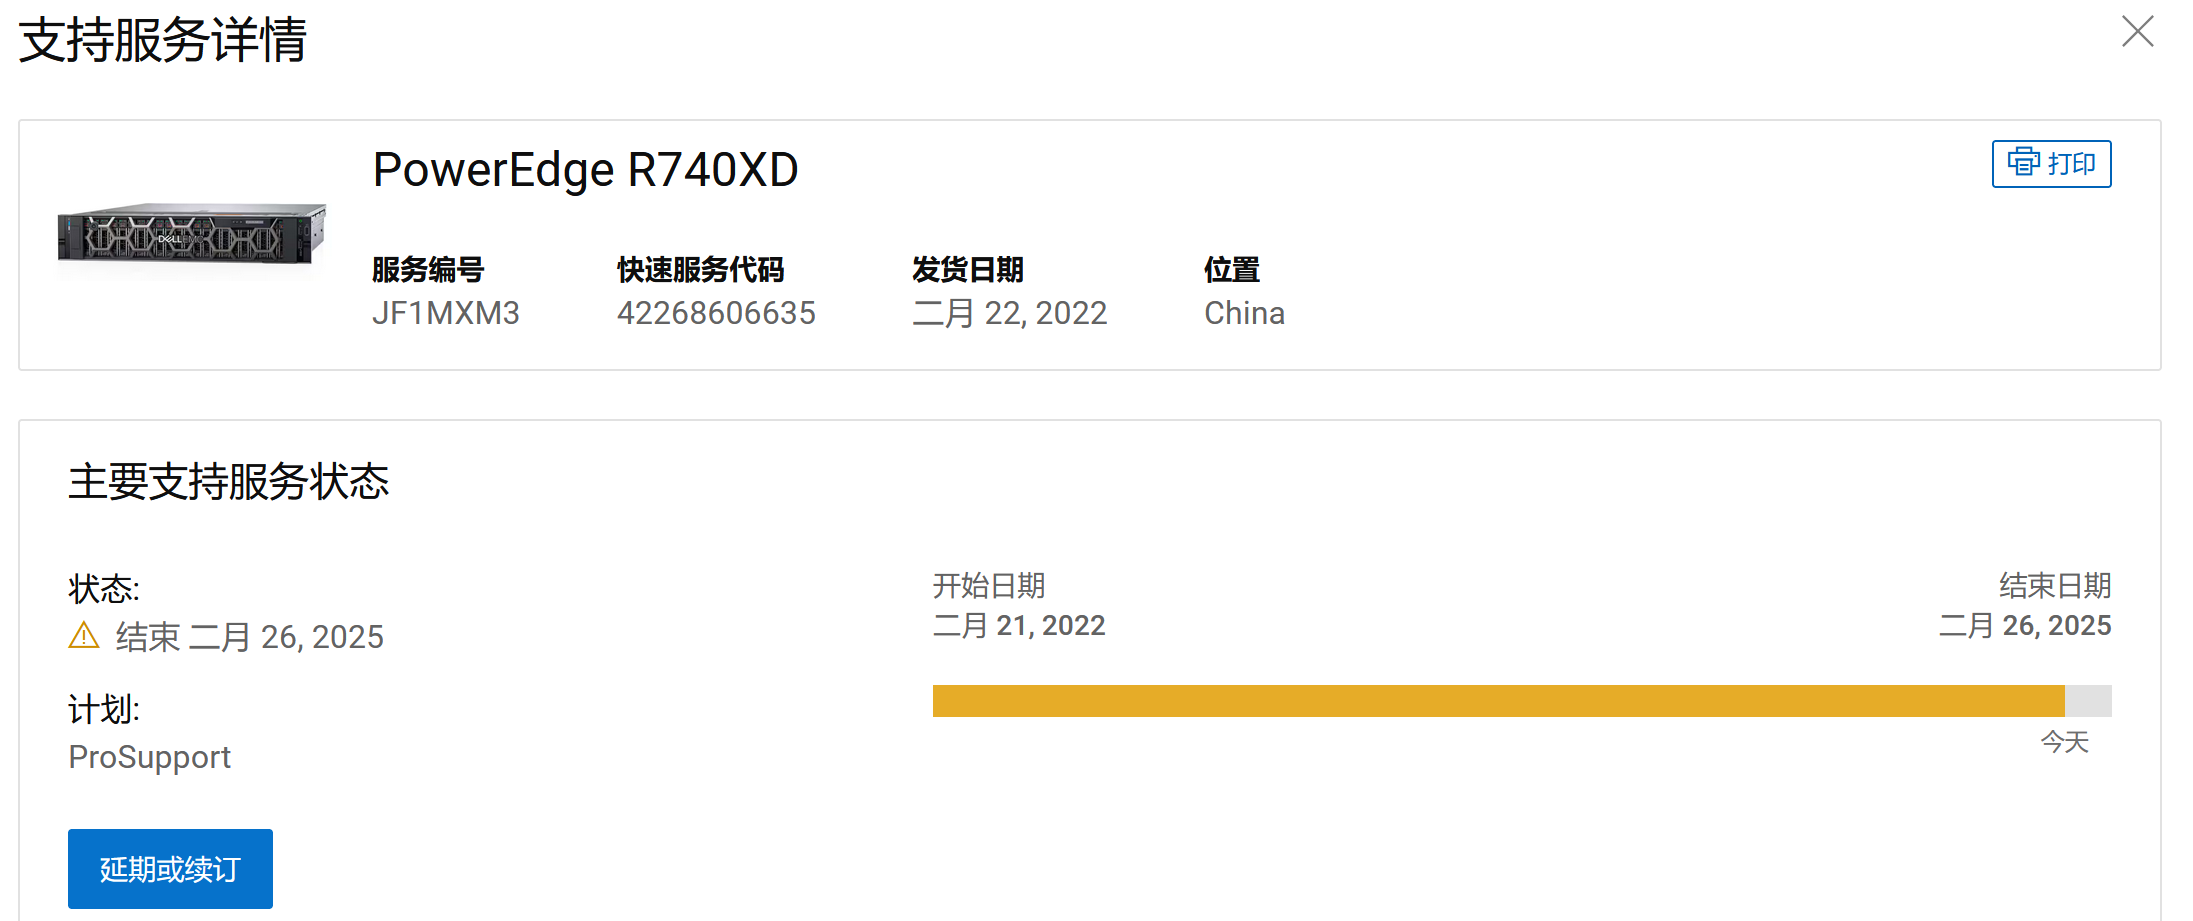 支持服务详情
PowerEdge R740XD
打印
DELLEMC
服务编号
快速服务代码
发货日期
位置
JF1MXM3
42268606635
二月 22, 2022
China
主要支持服务状态
状态:
结束 二月 26, 2025
计划:
ProSupport
开始日期
二月 21, 2022
结束日期
二月 26, 2025
今天
延期或续订